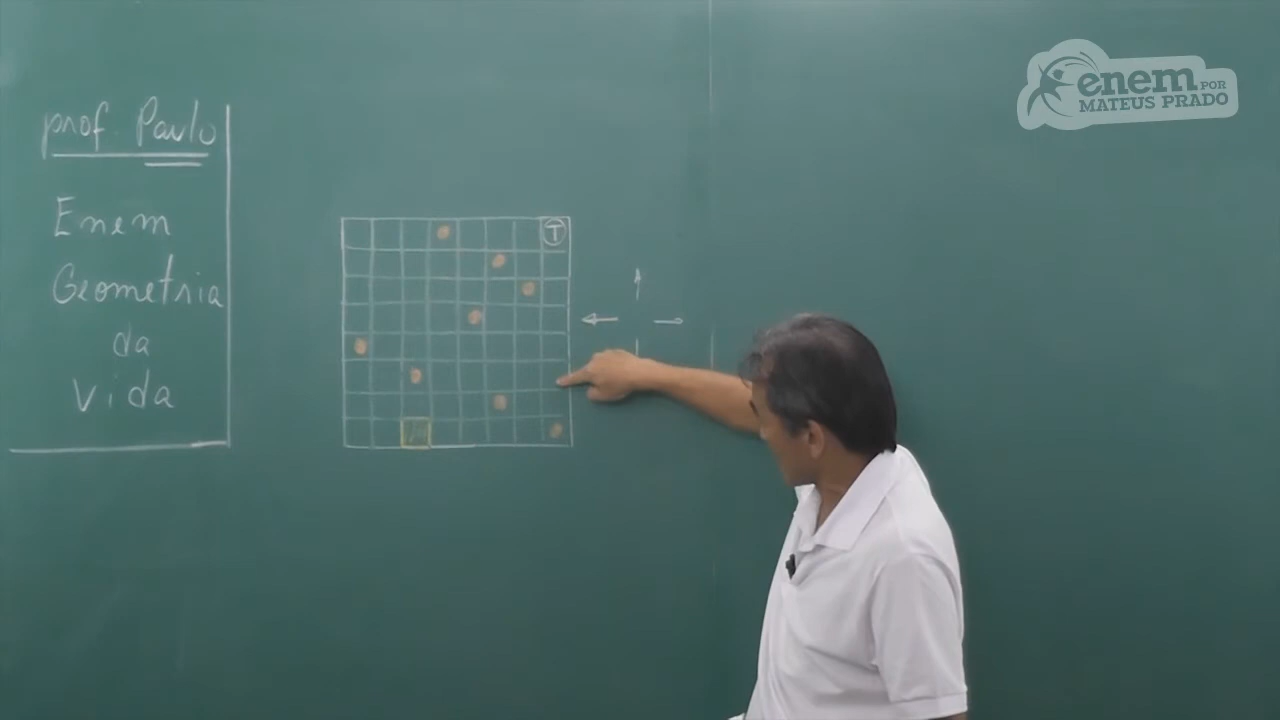 enem POR
MATEUS PRADO
prof. Paulo
Enem
Geometria
da
Vida
T